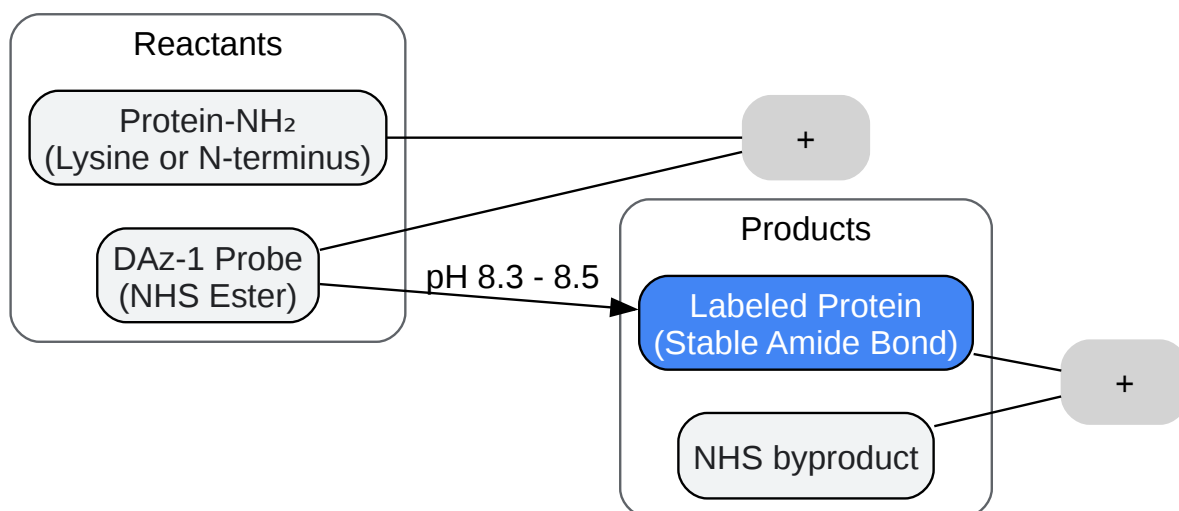 Reactants
Protein-NH₂
(Lysine or N-terminus)
+
DAz-1 Probe
(NHS Ester)
pH 8.3 - 8.5
Products
Labeled Protein
(Stable Amide Bond)
+
NHS byproduct